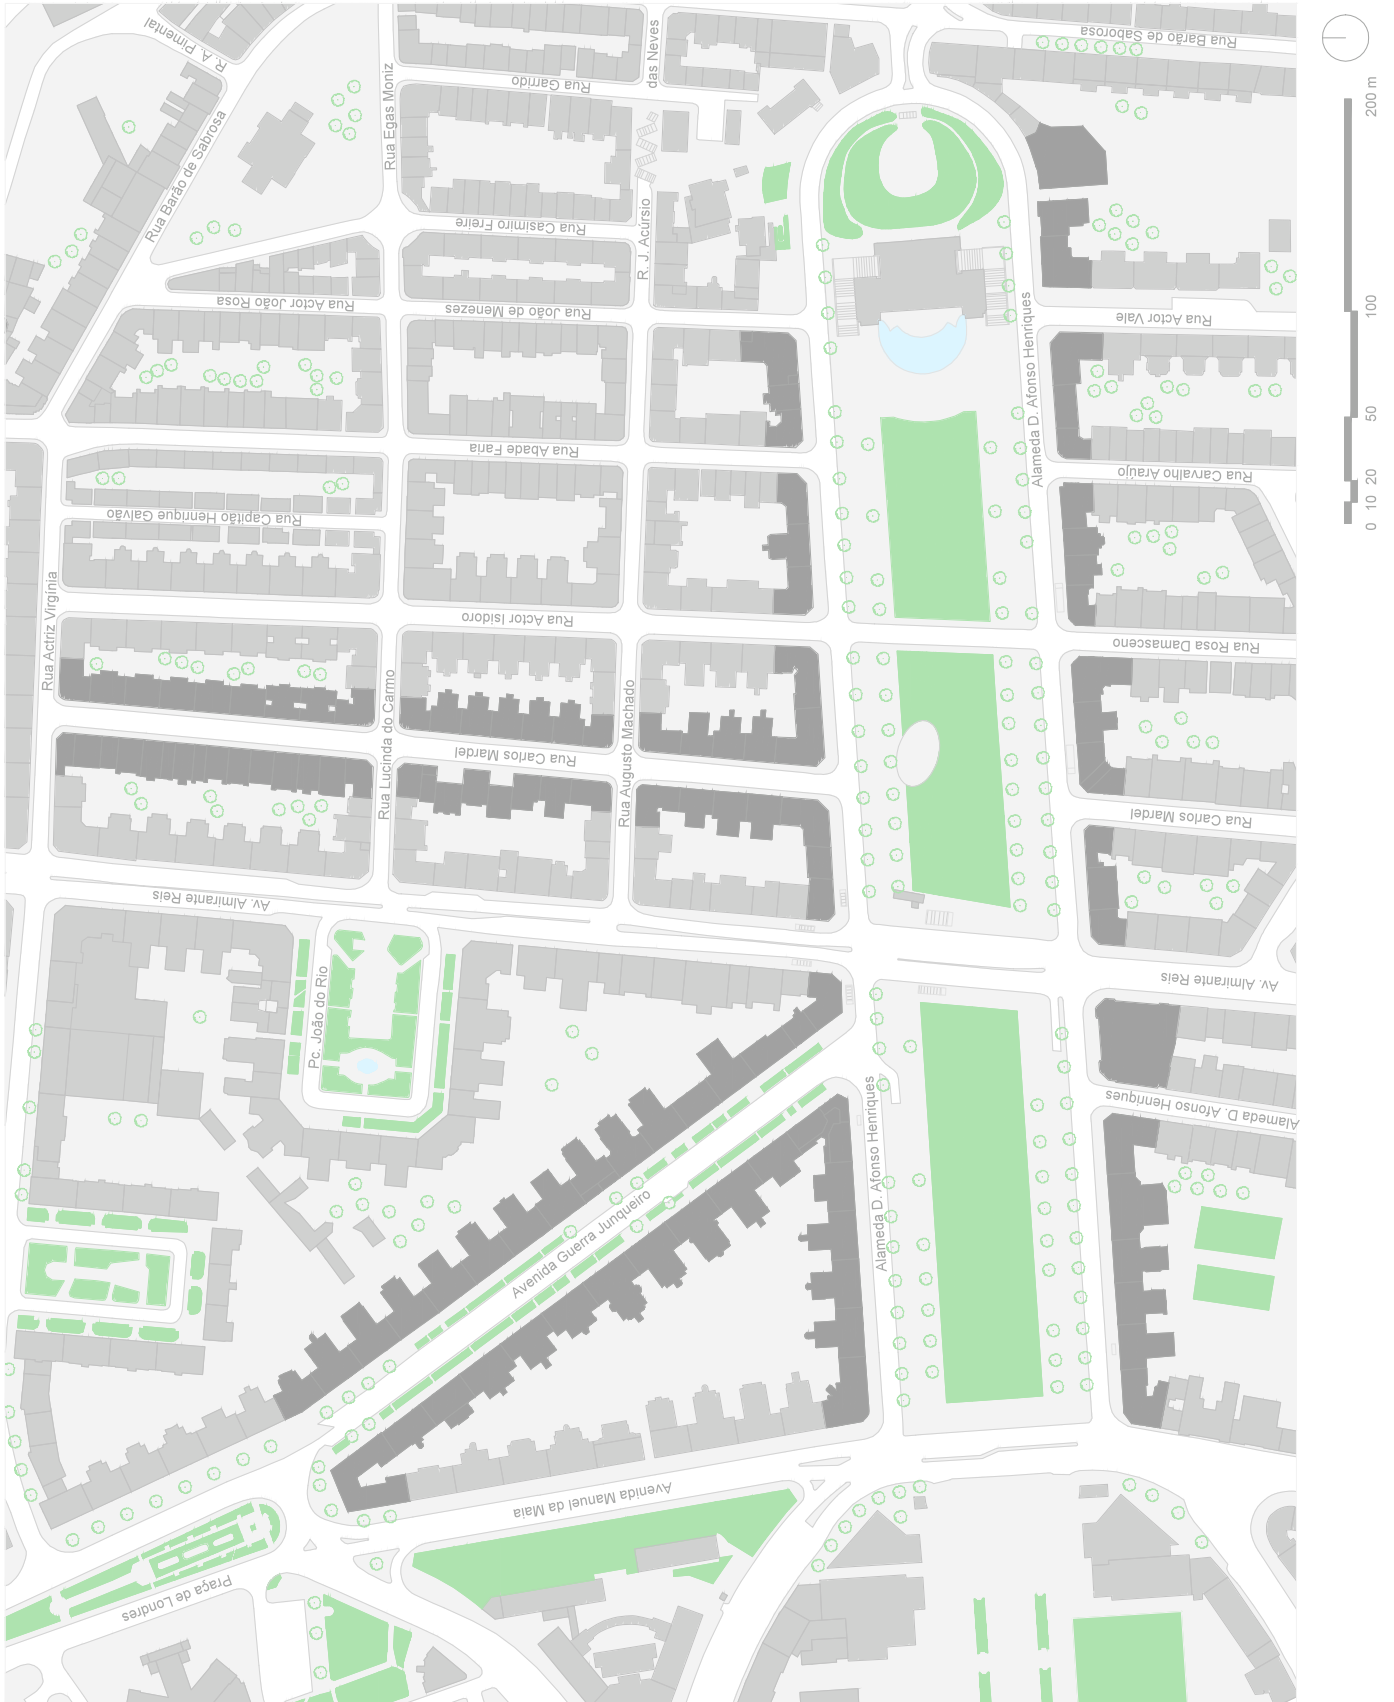 R. A. Pimental
Rua Barão de Sabrosa
Rua Egas Moniz
Rua Garrido
das Neves
Rua Barão de Saborosa
Rua Casimiro Freire
R. J. Acúrsio
Rua Actor João Rosa
Rua João de Menezes
Rua Actor Vale
Alameda D. Afonso Henriques
Rua Abade Faria
Rua Carvalho Araujo
Rua Capitão Henrique Galvão
Rua Actriz Virgínia
Rua Actor Isidoro
Rua Rosa Damasceno
Rua Lucinda do Carmo
Rua Augusto Machado
Rua Carlos Mardel
Rua Carlos Mardel
Av. Almirante Reis
Av. Almirante Reis
Pc. João do Rio
Alameda D. Afonso Henriques
Alameda D. Afonso Henriques
Avenida Guerra Junqueiro
Avenida Manuel da Maia
Praça de Londres
0 10 20 50 100 200 m